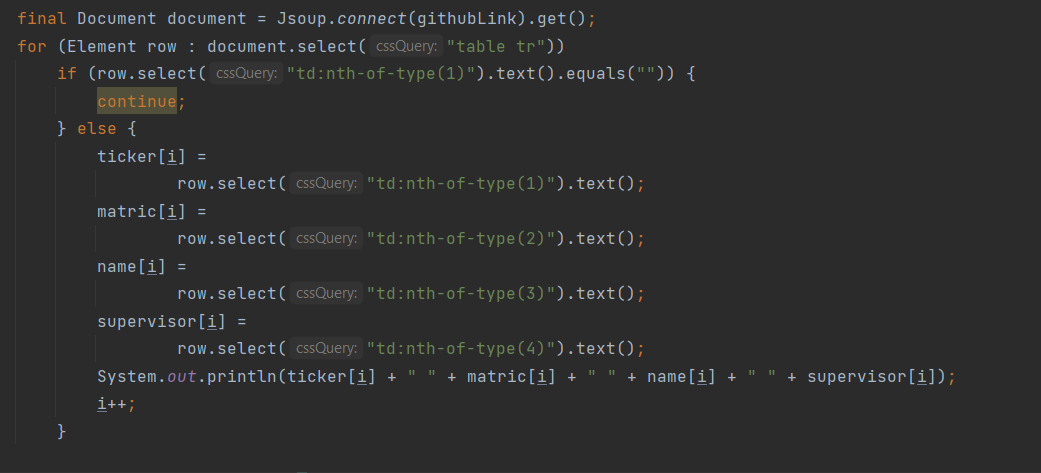 final Document document = Jsoup.connect(githubLink).get();
for (Element row : document.select( cssQuery: "table tr"))
if (row.select( cssQuery: "td:nth-of-type(1)").text().equals("")) {
continue;
} else {
ticker[i] =
row.select( cssQuery: "td:nth-of-type(1)").text();
matric[i] =
row.select( cssQuery: "td:nth-of-type(2)").text();
name[i] =
row.select( cssQuery: "td:nth-of-type(3)").text();
supervisor[i] =
row.select( cssQuery: "td:nth-of-type(4)").text();
System.out.println(ticker[i] + " " + matric[i] + " " + name[i] + " " + supervisor[i]);
i++;
}